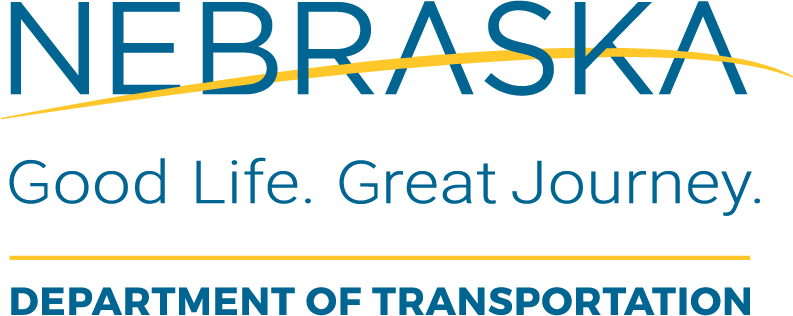 NEBRASKA
Good Life. Great Journey.
DEPARTMENT OF TRANSPORTATION